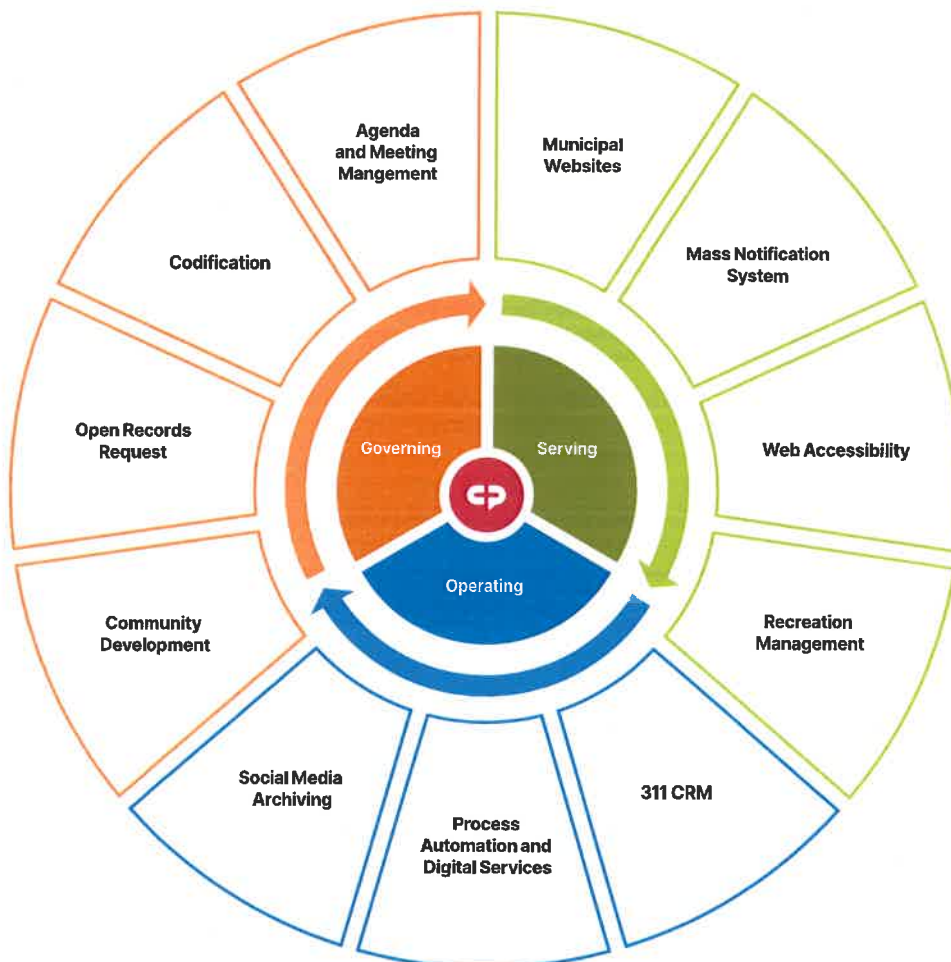 Agenda
and Meeting
Mangement
Municipal
Websites
Mass Notification
System
Web Accessibility
Recreation
Management
311 CRM
Process
Automation and
Digital Services
Social Media
Archiving
Community
Development
Open Records
Request
Codification
Governing
Serving
Operating